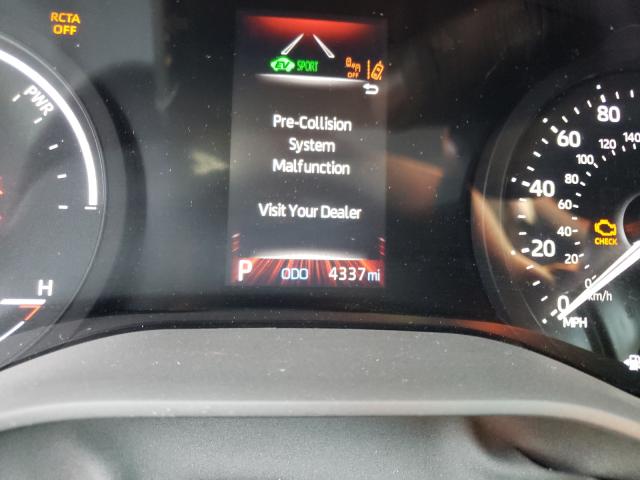 RCTA
OFF
EV SPORT
OFF
Pre-Collision
System
Malfunction
Visit Your Dealer
P ODO 4337 mi
PWR
H
80
60
40
20
0
MPH
140
120
100
80
60
40
20
0
km/h
CHECK